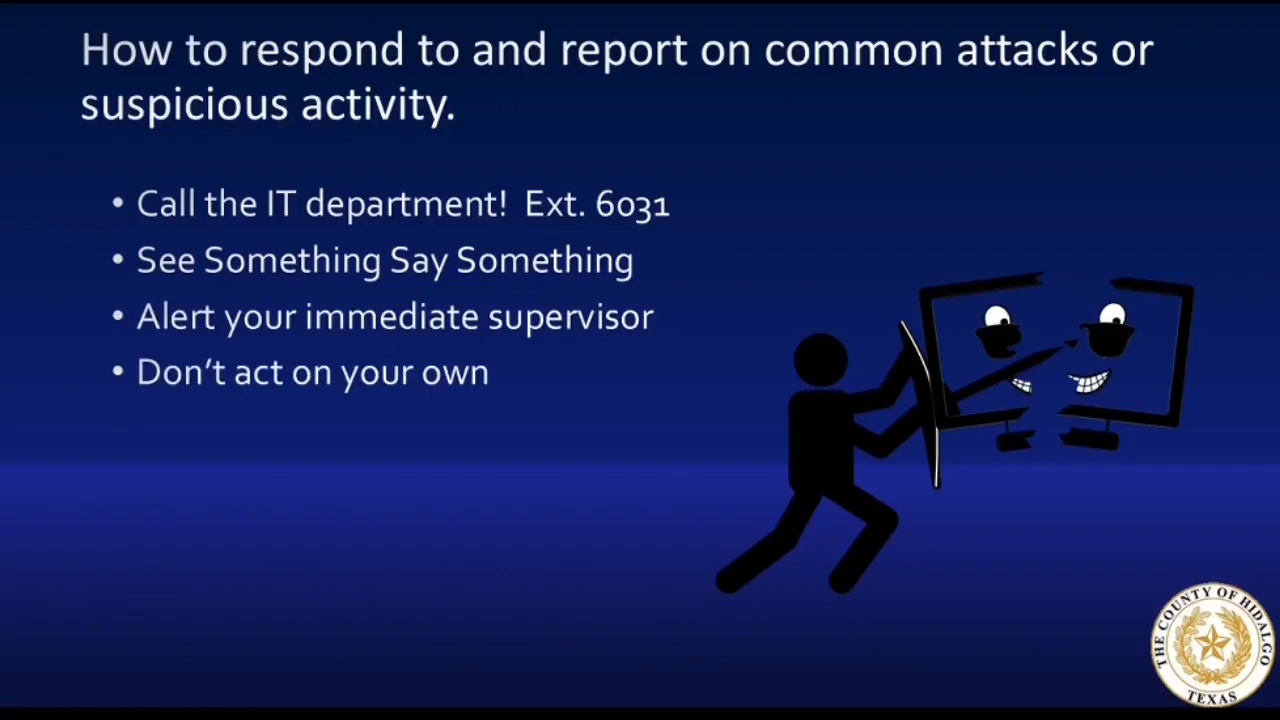 How to respond to and report on common attacks or
suspicious activity.
• Call the IT department!  Ext. 6031
• See Something Say Something
• Alert your immediate supervisor
• Don’t act on your own
THE COUNTY OF HIDALGO
TEXAS